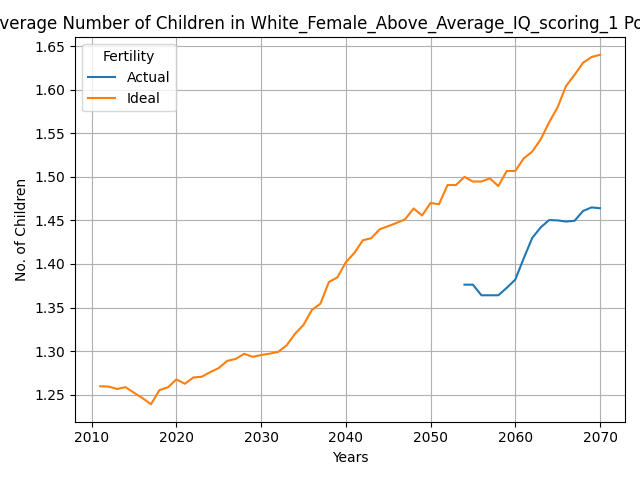 verage Number of Children in White_Female_Above_Average_IQ_scoring_1 Po
Fertility
Actual
Ideal
No. of Children
1.65
1.60
1.55
1.50
1.45
1.40
1.35
1.30
1.25
2010 2020 2030 2040 2050 2060 2070
Years